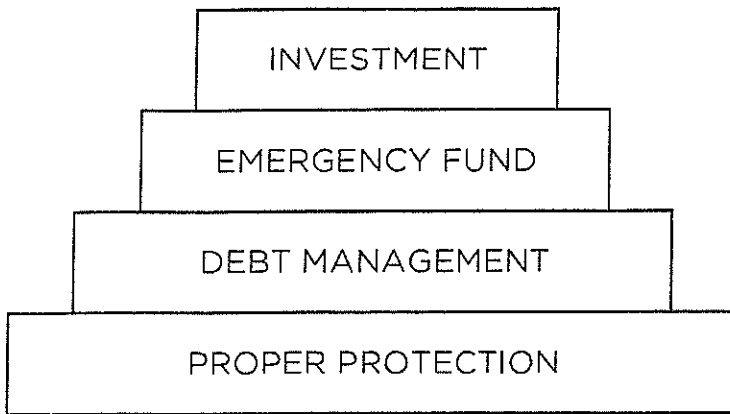 INVESTMENT
EMERGENCY FUND
DEBT MANAGEMENT
PROPER PROTECTION